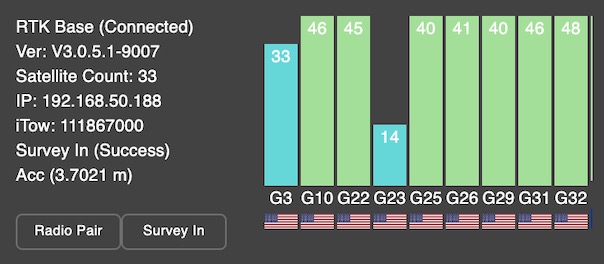 RTK Base (Connected)
Ver: V3.0.5.1-9007
Satellite Count: 33
IP: 192.168.50.188
iTow: 111867000
Survey In (Success)
Acc (3.7021 m)
Radio Pair
Survey In
33 46 45 14 40 41 40 46 48
G3 G10 G22 G23 G25 G26 G29 G31 G32